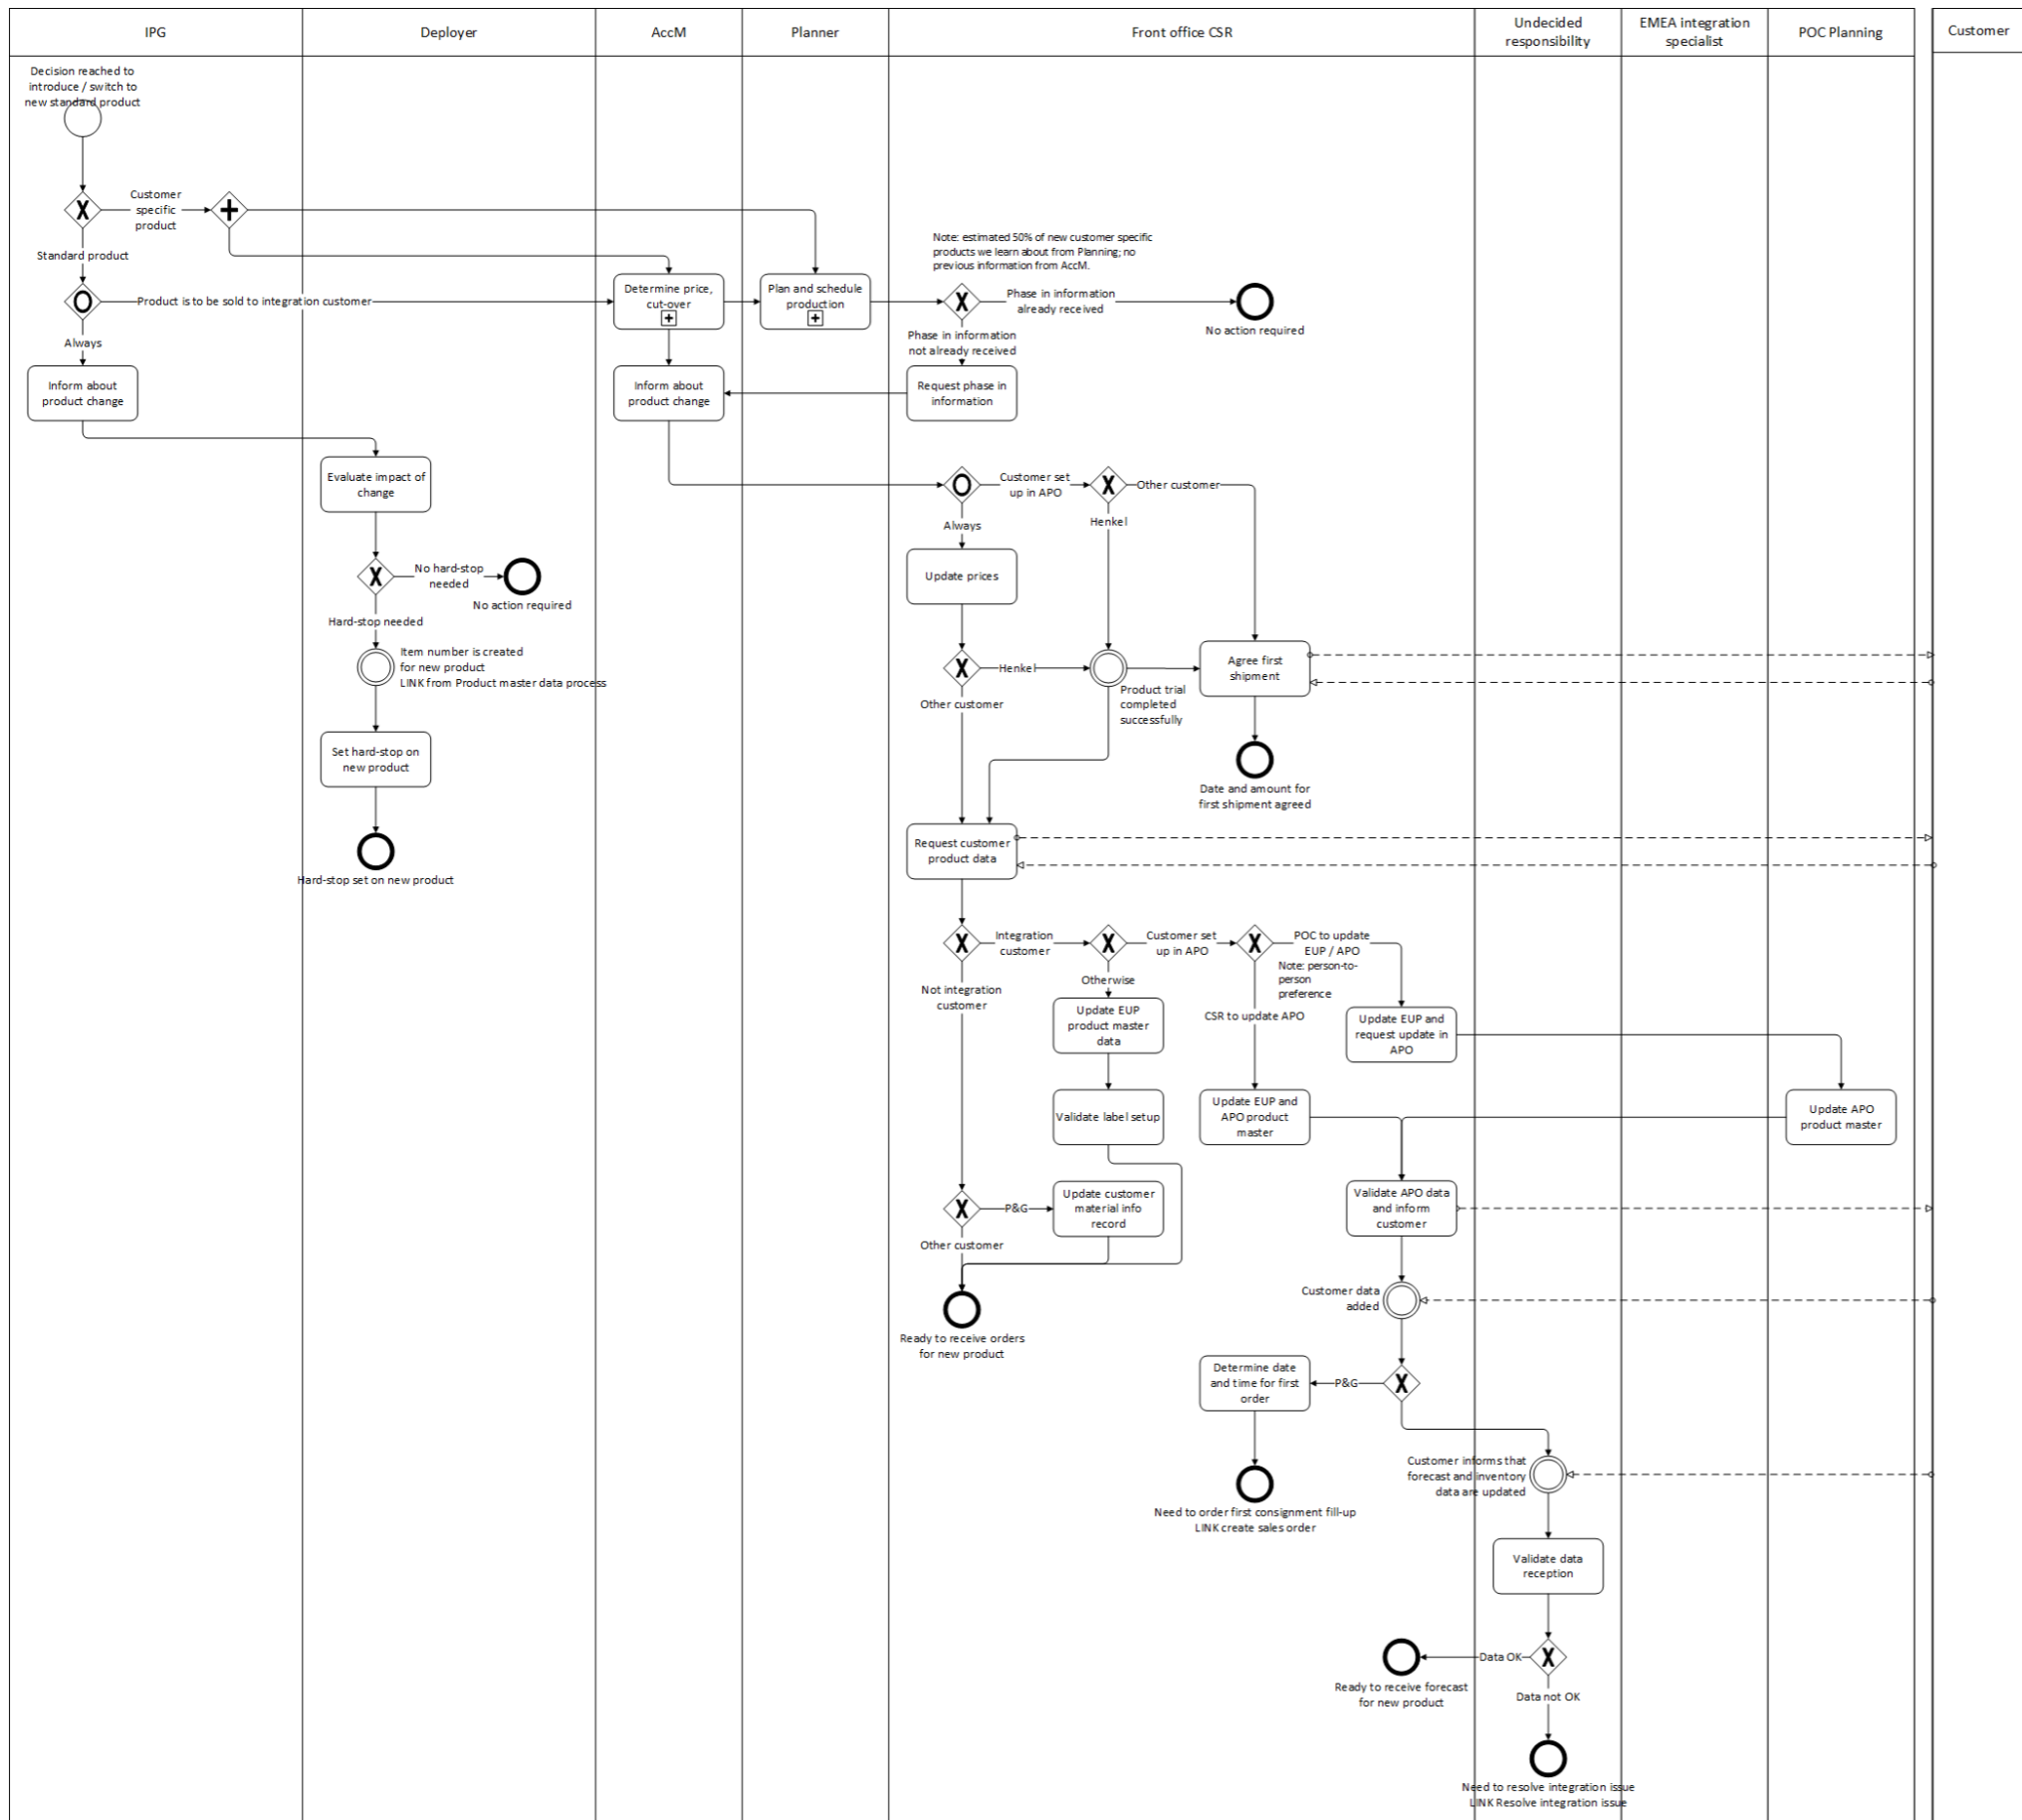 IPG
Deployer
AccM
Planner
Front office CSR
Undecided
responsibility
EMEA integration
specialist
POC Planning
Customer
Decision reached to
introduce / switch to
new standard product
Customer
specific
product
Standard product
Product is to be sold to integration customer
Always
Inform about
product change
Determine price,
cut-over
Plan and schedule
production
Note: estimated 50% of new customer specific
products we learn about from Planning; no
previous information from AccM.
Phase in information
already received
No action required
Phase in information
not already received
Inform about
product change
Request phase in
information
Evaluate impact of
change
No hard-stop
needed
No action required
Hard-stop needed
Item number is created
for new product
LINK from Product master data process
Set hard-stop on
new product
Hard-stop set on new product
Customer set
up in APO
Other customer
Always
Henkel
Update prices
Henkel
Other customer
Product trial
completed
successfully
Agree first
shipment
Date and amount for
first shipment agreed
Request customer
product data
Integration
customer
Customer set
up in APO
POC to update
EUP / APO
Note: person-to-
person
preference
Not integration
customer
Otherwise
CSR to update APO
Update EUP
product master
data
Update EUP and
request update in
APO
Validate label setup
Update EUP and
APO product
master
Update APO
product master
P&G
Update customer
material info
record
Other customer
Validate APO data
and inform
customer
Ready to receive orders
for new product
Customer data
added
Determine date
and time for first
order
P&G
Need to order first consignment fill-up
LINK create sales order
Customer informs that
forecast and inventory
data are updated
Validate data
reception
Data OK
Ready to receive forecast
for new product
Data not OK
Need to resolve integration issue
LINK Resolve integration issue